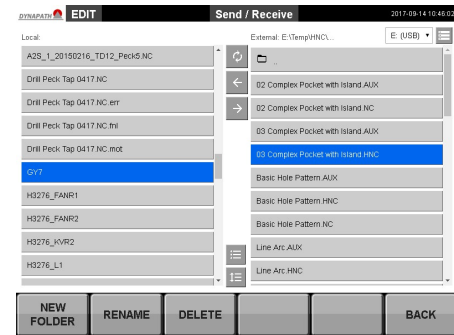 DYNAPATH EDIT Send / Receive 2017-09-14 10:46:02
Local: External: E:\Temp\HNC\... E: (USB)
A2S_1_20150216_TD12_Peck5.NC
Drill Peck Tap 0417.NC
Drill Peck Tap 0417.NC.err
Drill Peck Tap 0417.NC.fnl
Drill Peck Tap 0417.NC.mot
GY7
H3276_FANR1
H3276_FANR2
H3276_KVR2
H3276_L1
..
02 Complex Pocket with Island.AUX
02 Complex Pocket with Island.NC
03 Complex Pocket with Island.AUX
03 Complex Pocket with Island.HNC
Basic Hole Pattern.AUX
Basic Hole Pattern.HNC
Basic Hole Pattern.NC
Line Arc.AUX
Line Arc.HNC
NEW FOLDER RENAME DELETE BACK